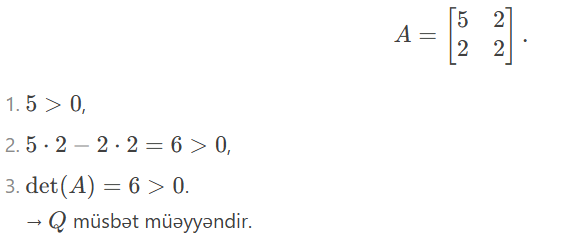 A = [5 2
2 2].
1. 5 > 0,
2. 5 · 2 − 2 · 2 = 6 > 0,
3. det(A) = 6 > 0.
→ Q müsbət müəyyəndir.